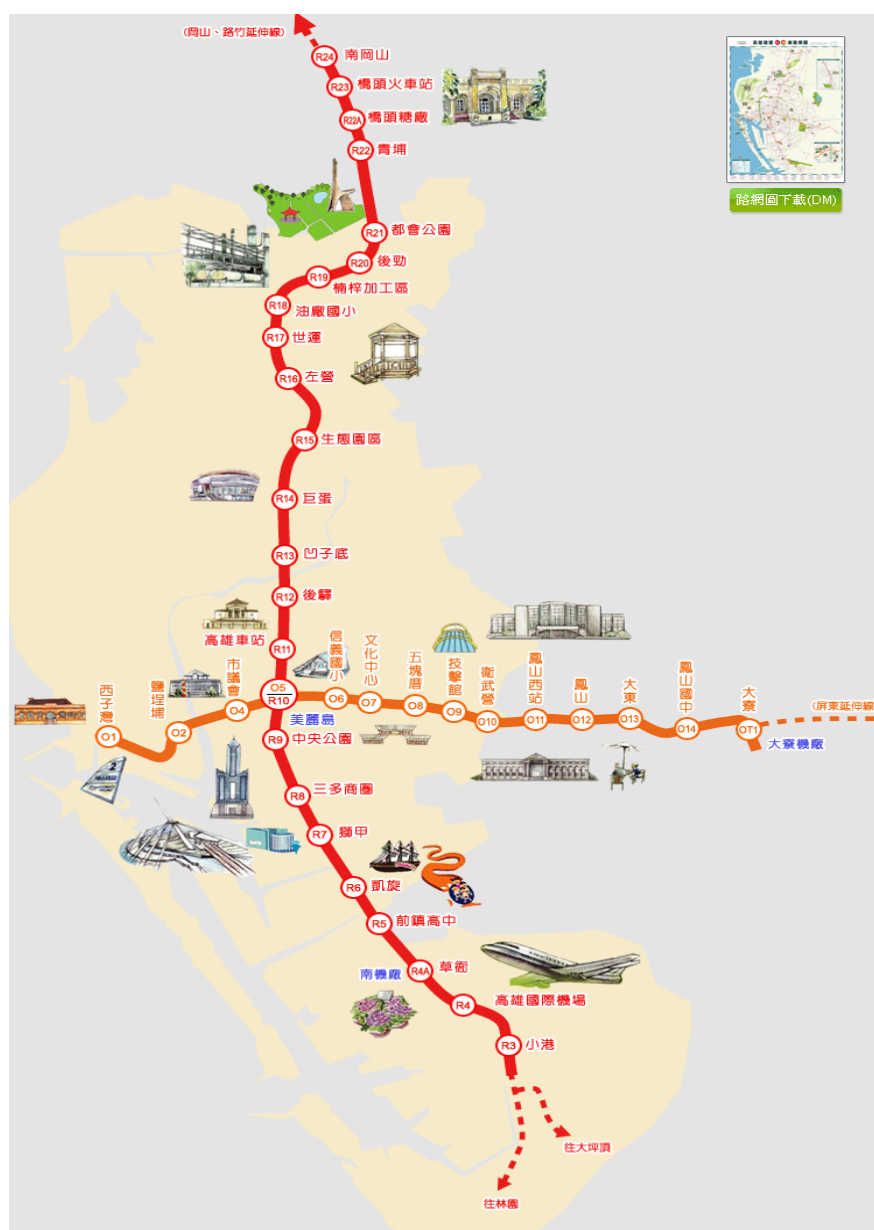 (岡山、路竹延伸線)
R24 南岡山
R23 橋頭火車站
R22A 橋頭糖廠
R22 青埔
路網圖下載(DM)
R21 都會公園
R20 後勁
R19 楠梓加工區
R18 油廠國小
R17 世運
R16 左營
R15 生態園區
R14 巨蛋
R13 凹子底
R12 後驛
高雄車站 R11
西子灣 O1
鹽埕埔 O2
市議會 O4
O5
R10
美麗島
信義國小 O6
文化中心 O7
五塊厝 O8
技擊館 O9
衛武營 O10
鳳山西站 O11
鳳山 O12
大東 O13
鳳山國中 O14
大寮 OT1
(屏東延伸線)
大寮機廠
R9 中央公園
R8 三多商圈
R7 獅甲
R6 凱旋
R5 前鎮高中
南機廠
R4A 草衙
R4 高雄國際機場
R3 小港
往大坪頂
往林園